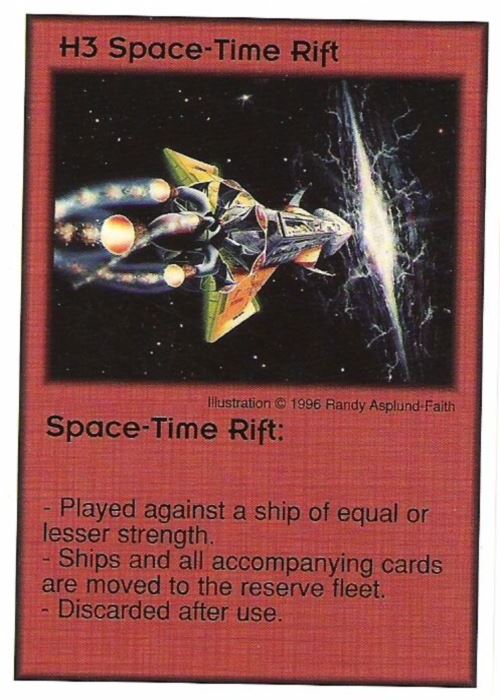 H3 Space-Time Rift
Illustration © 1996 Randy Asplund-Faith
Space-Time Rift:
- Played against a ship of equal or
lesser strength.
- Ships and all accompanying cards
are moved to the reserve fleet.
- Discarded after use.